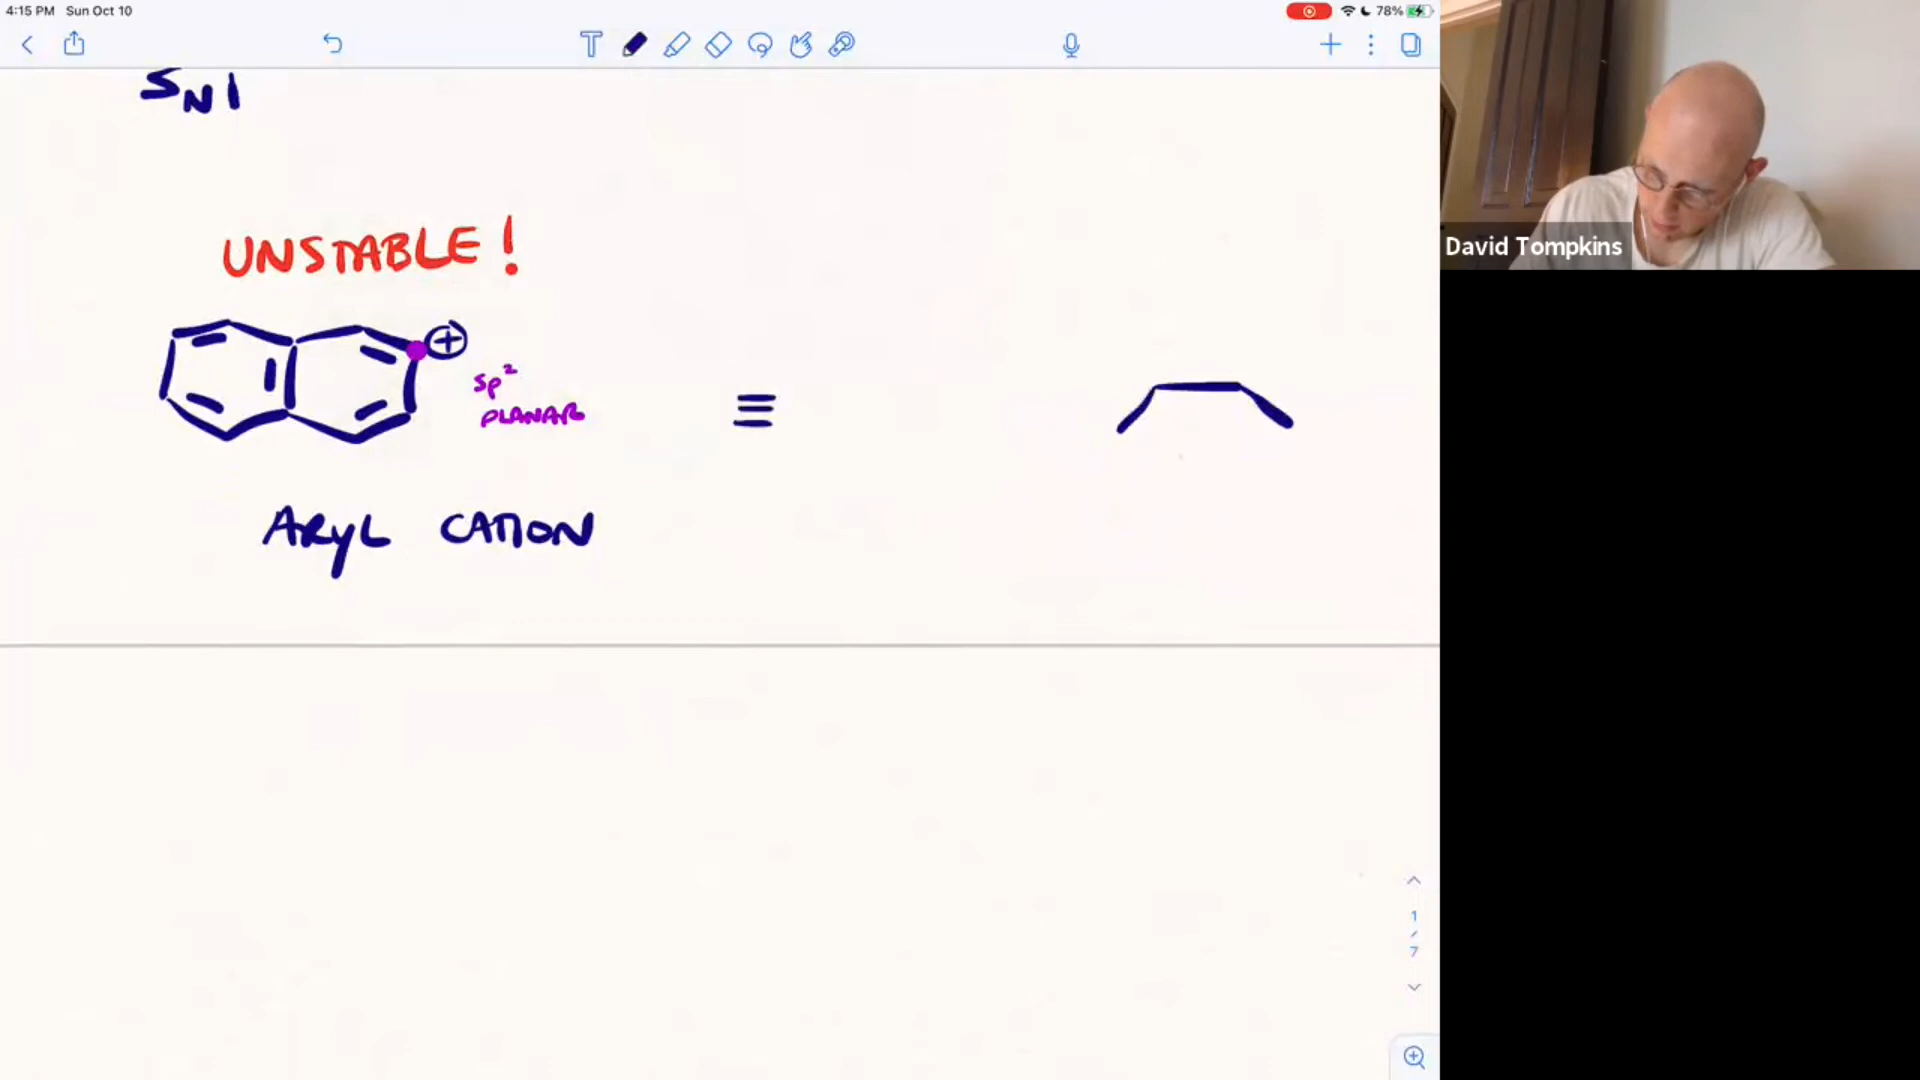 4:15 PM Sun Oct 10
78%
T
SN1
UNSTABLE!
+
sp²
PLANAR
≡
ARYL CATION
David Tompkins
1
/
7